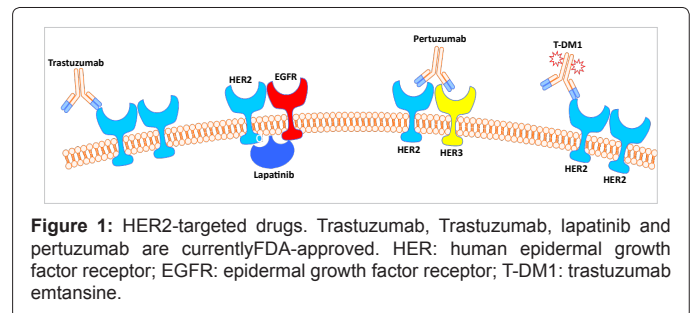 Trastuzumab
HER2
EGFR
Lapatinib
Pertuzumab
HER2
HER3
T-DM1
HER2
HER2
Figure 1: HER2-targeted drugs. Trastuzumab, Trastuzumab, lapatinib and
pertuzumab are currentlyFDA-approved. HER: human epidermal growth
factor receptor; EGFR: epidermal growth factor receptor; T-DM1: trastuzumab
emtansine.